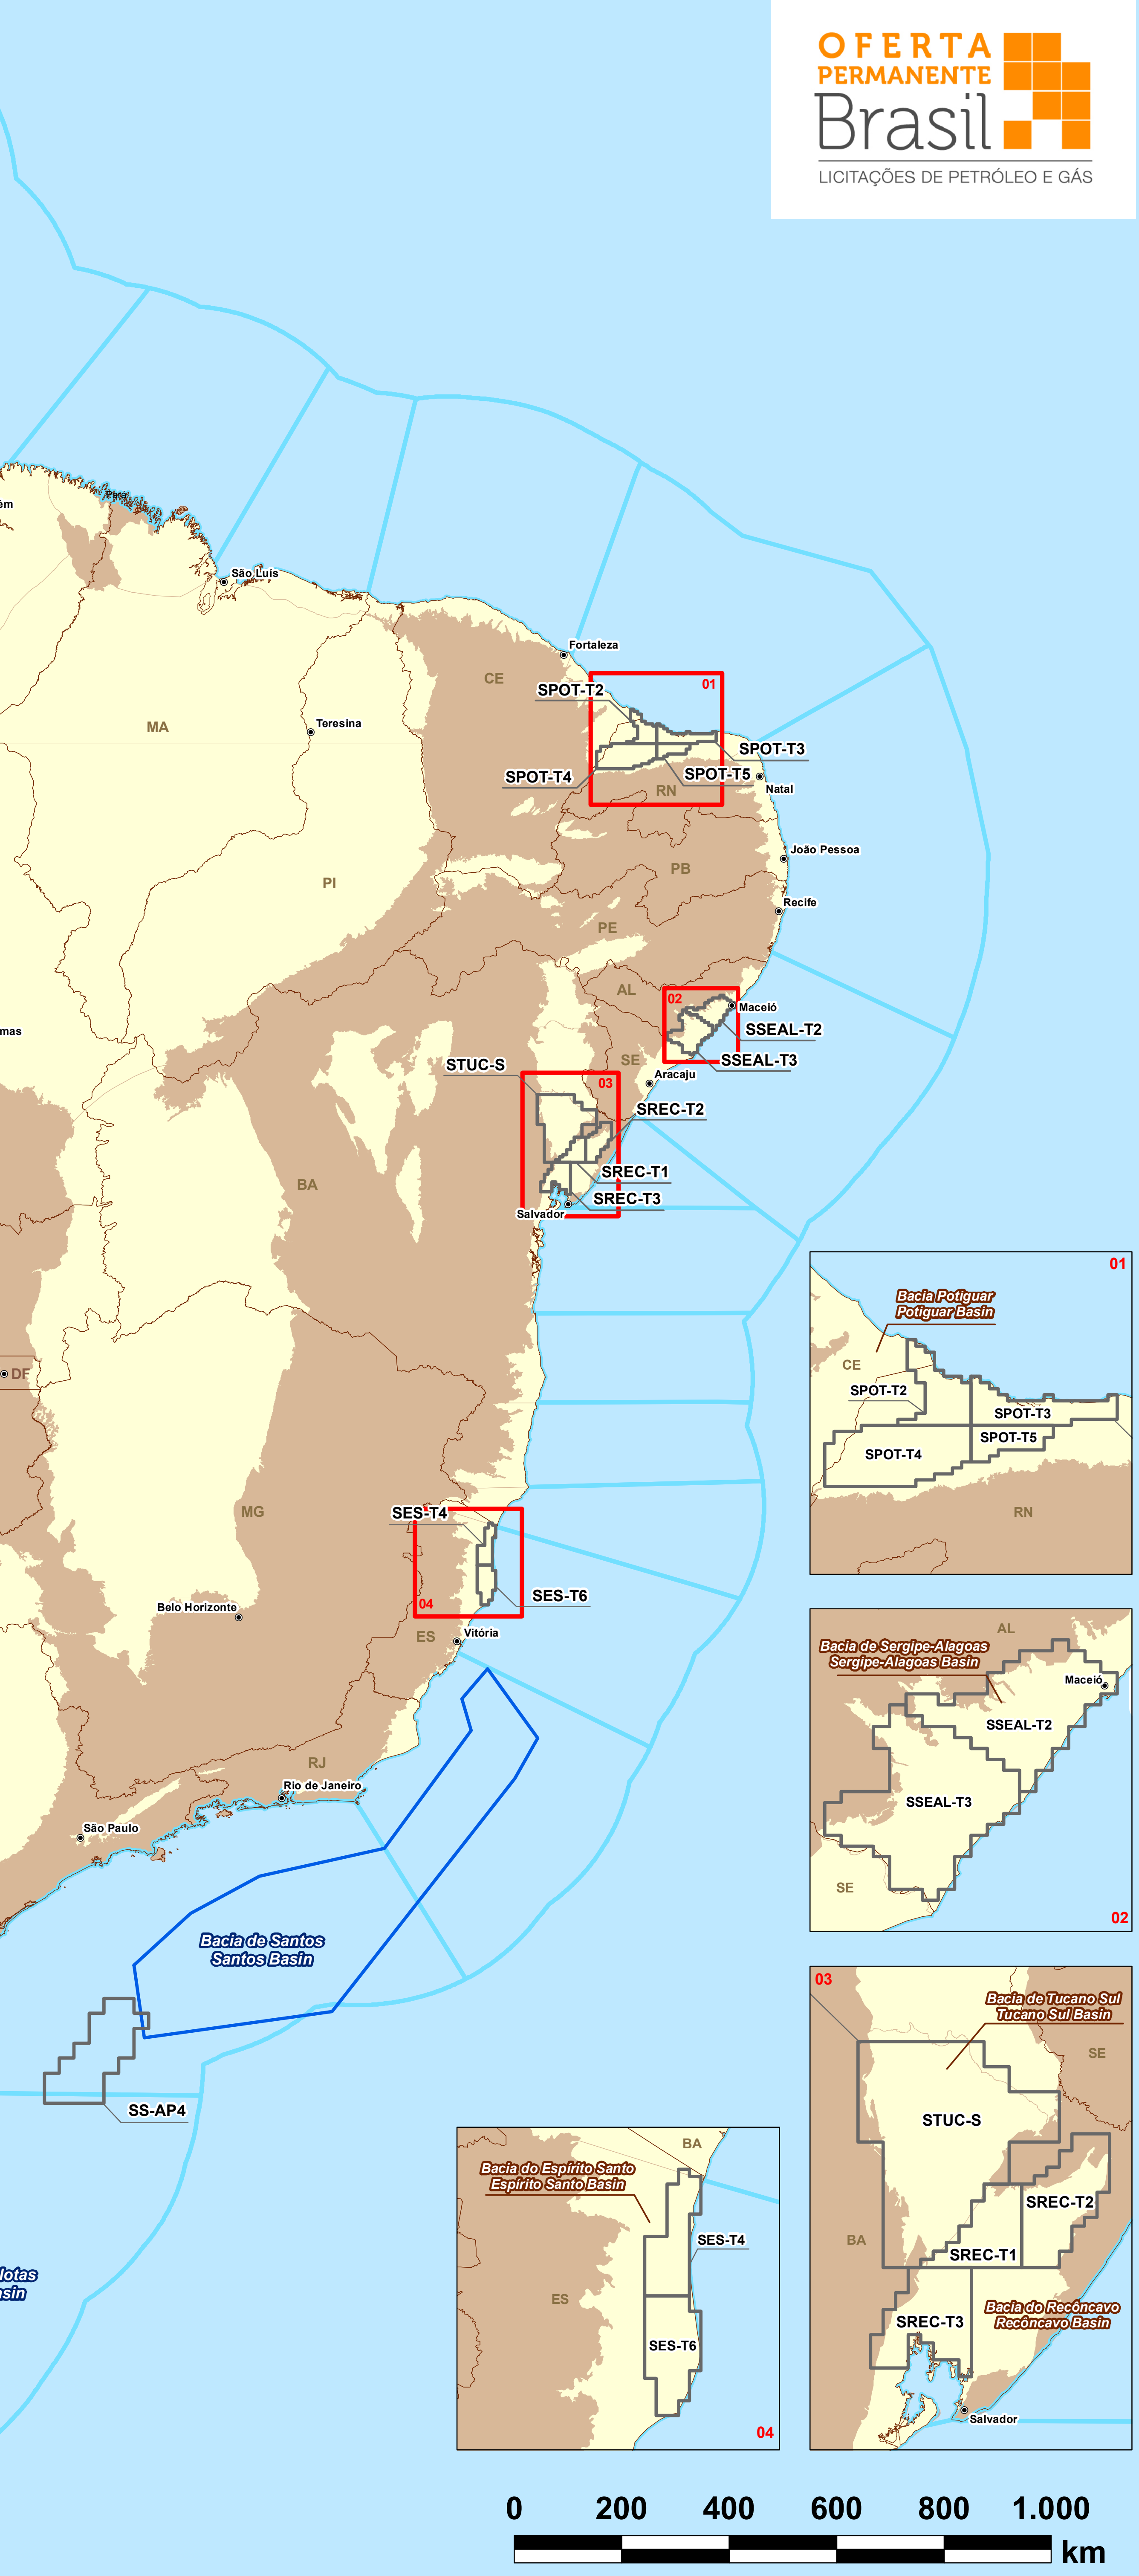 OFERTA
PERMANENTE
Brasil
LICITAÇÕES DE PETRÓLEO E GÁS
ém
São Luís
Fortaleza
CE
SPOT-T2
01
MA
Teresina
SPOT-T3
SPOT-T4
SPOT-T5
RN
Natal
João Pessoa
PB
PI
Recife
PE
AL
02
Maceió
mas
SSEAL-T2
SE
SSEAL-T3
STUC-S
Aracaju
03
SREC-T2
SREC-T1
BA
SREC-T3
Salvador
DF
MG
SES-T4
SES-T6
04
Belo Horizonte
ES
Vitória
RJ
Rio de Janeiro
São Paulo
Bacia de Santos
Santos Basin
SS-AP4
lotas
sin
01
Bacia Potiguar
Potiguar Basin
CE
SPOT-T2
SPOT-T3
SPOT-T5
SPOT-T4
RN
AL
Bacia de Sergipe-Alagoas
Sergipe-Alagoas Basin
Maceió
SSEAL-T2
SSEAL-T3
SE
02
03
Bacia de Tucano Sul
Tucano Sul Basin
SE
STUC-S
SREC-T2
BA
SREC-T1
Bacia do Recôncavo
Recôncavo Basin
SREC-T3
Salvador
BA
Bacia do Espírito Santo
Espírito Santo Basin
SES-T4
ES
SES-T6
04
0 200 400 600 800 1.000
km